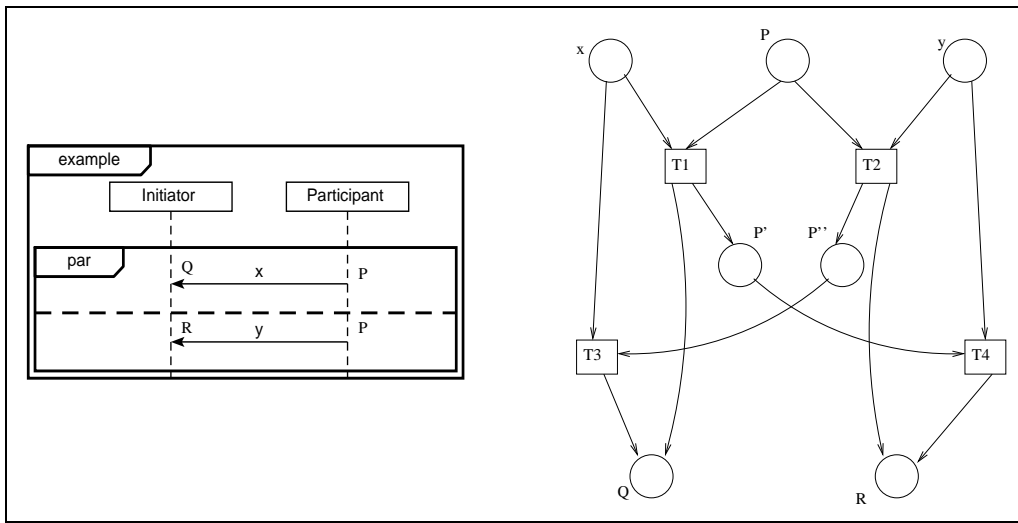 example
Initiator
Participant
par
Q
x
P
R
y
P
x
P
y
T1
T2
P'
P''
T3
T4
Q
R